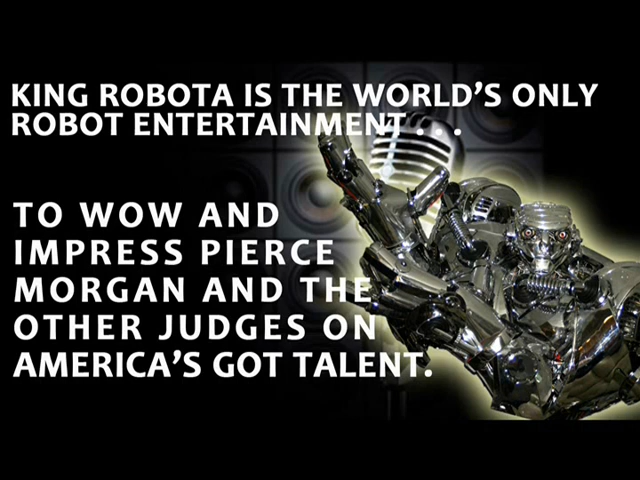 KING ROBOTA IS THE WORLD'S ONLY
ROBOT ENTERTAINMENT . . .
TO WOW AND
IMPRESS PIERCE
MORGAN AND THE
OTHER JUDGES ON
AMERICA'S GOT TALENT.